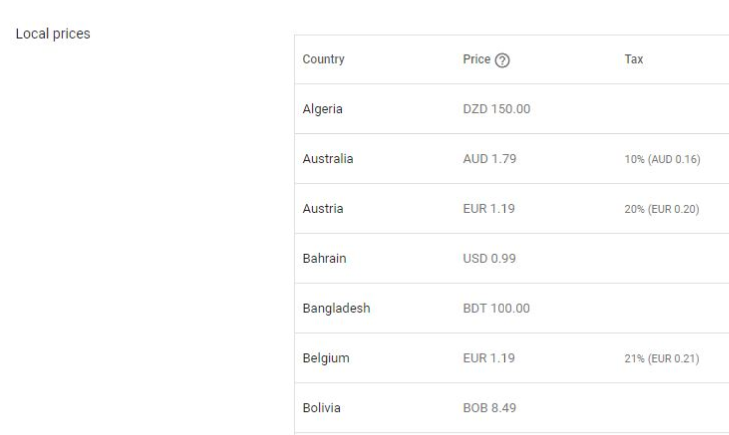 Local prices
Country Price ? Tax
Algeria DZD 150.00
Australia AUD 1.79 10% (AUD 0.16)
Austria EUR 1.19 20% (EUR 0.20)
Bahrain USD 0.99
Bangladesh BDT 100.00
Belgium EUR 1.19 21% (EUR 0.21)
Bolivia BOB 8.49